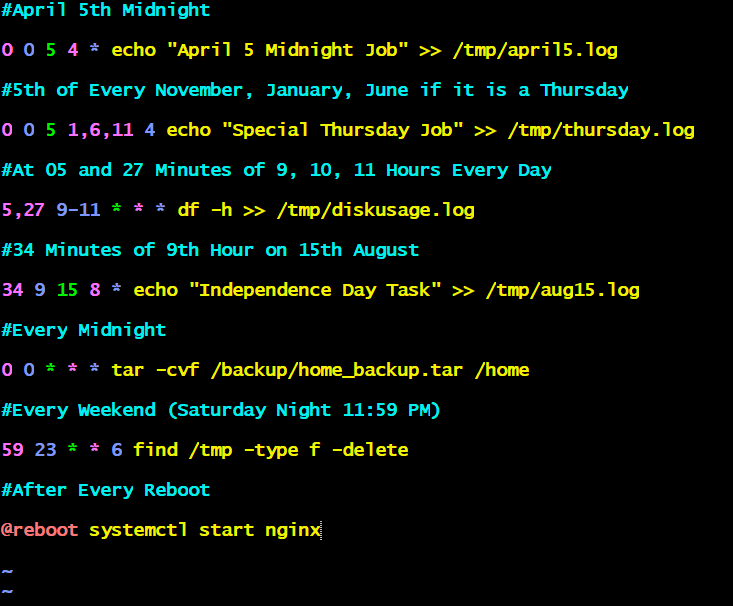 #April 5th Midnight
0 0 5 4 * echo "April 5 Midnight Job" >> /tmp/april5.log
#5th of Every November, January, June if it is a Thursday
0 0 5 1,6,11 4 echo "Special Thursday Job" >> /tmp/thursday.log
#At 05 and 27 Minutes of 9, 10, 11 Hours Every Day
5,27 9-11 * * * df -h >> /tmp/diskusage.log
#34 Minutes of 9th Hour on 15th August
34 9 15 8 * echo "Independence Day Task" >> /tmp/aug15.log
#Every Midnight
0 0 * * * tar -cvf /backup/home_backup.tar /home
#Every Weekend (Saturday Night 11:59 PM)
59 23 * * 6 find /tmp -type f -delete
#After Every Reboot
@reboot systemctl start nginx
~
~